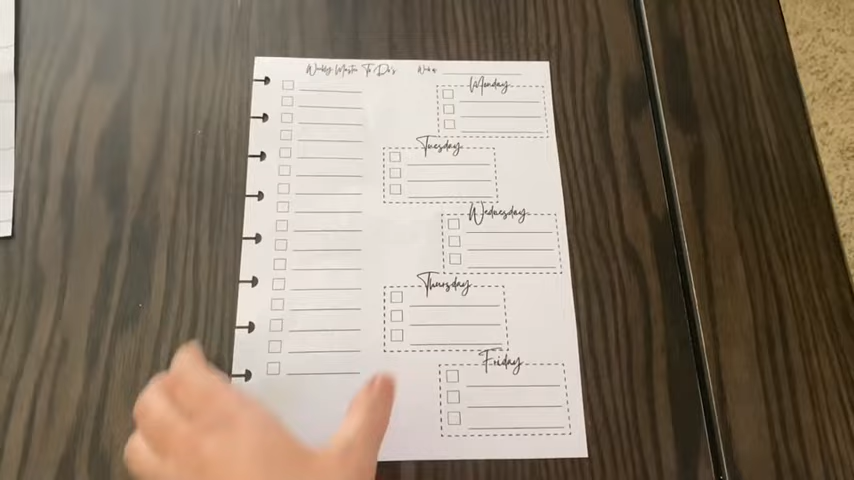 Weekly Master To Do's
Week of:
Monday
Tuesday
Wednesday
Thursday
Friday